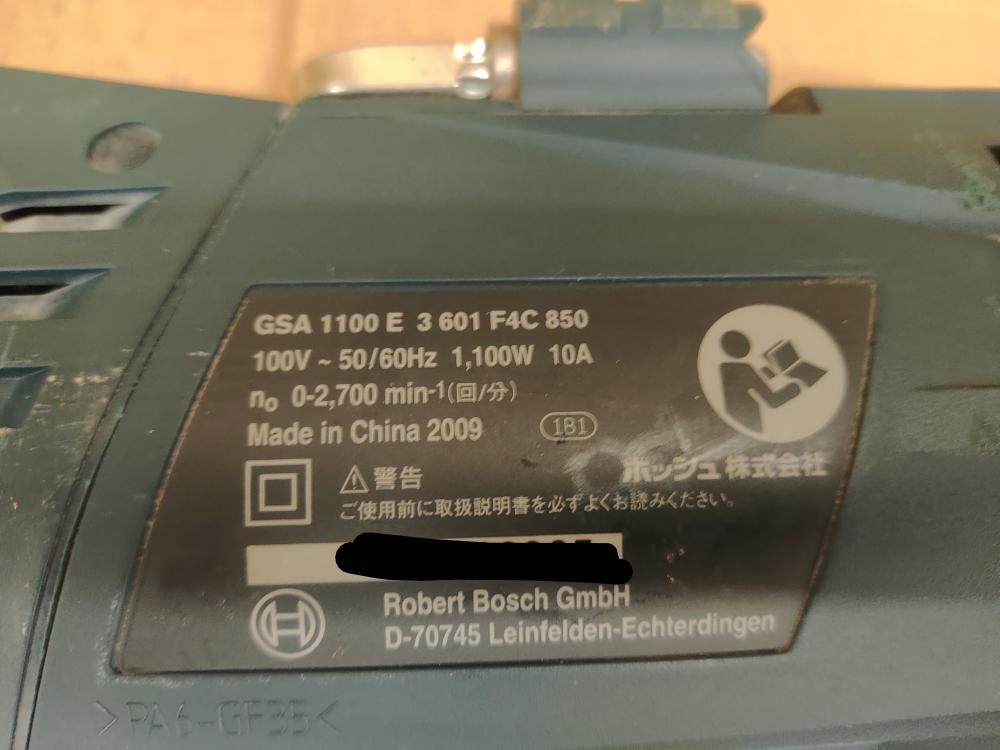 GSA 1100 E 3 601 F4C 850
100V ~ 50/60Hz 1,100W 10A
n₀ 0-2,700 min-1(回/分)
Made in China 2009 181
ボッシュ株式会社
⚠警告
ご使用前に取扱説明書を必ずよくお読みください。
Robert Bosch GmbH
D-70745 Leinfelden-Echterdingen
>PA6-GF35<